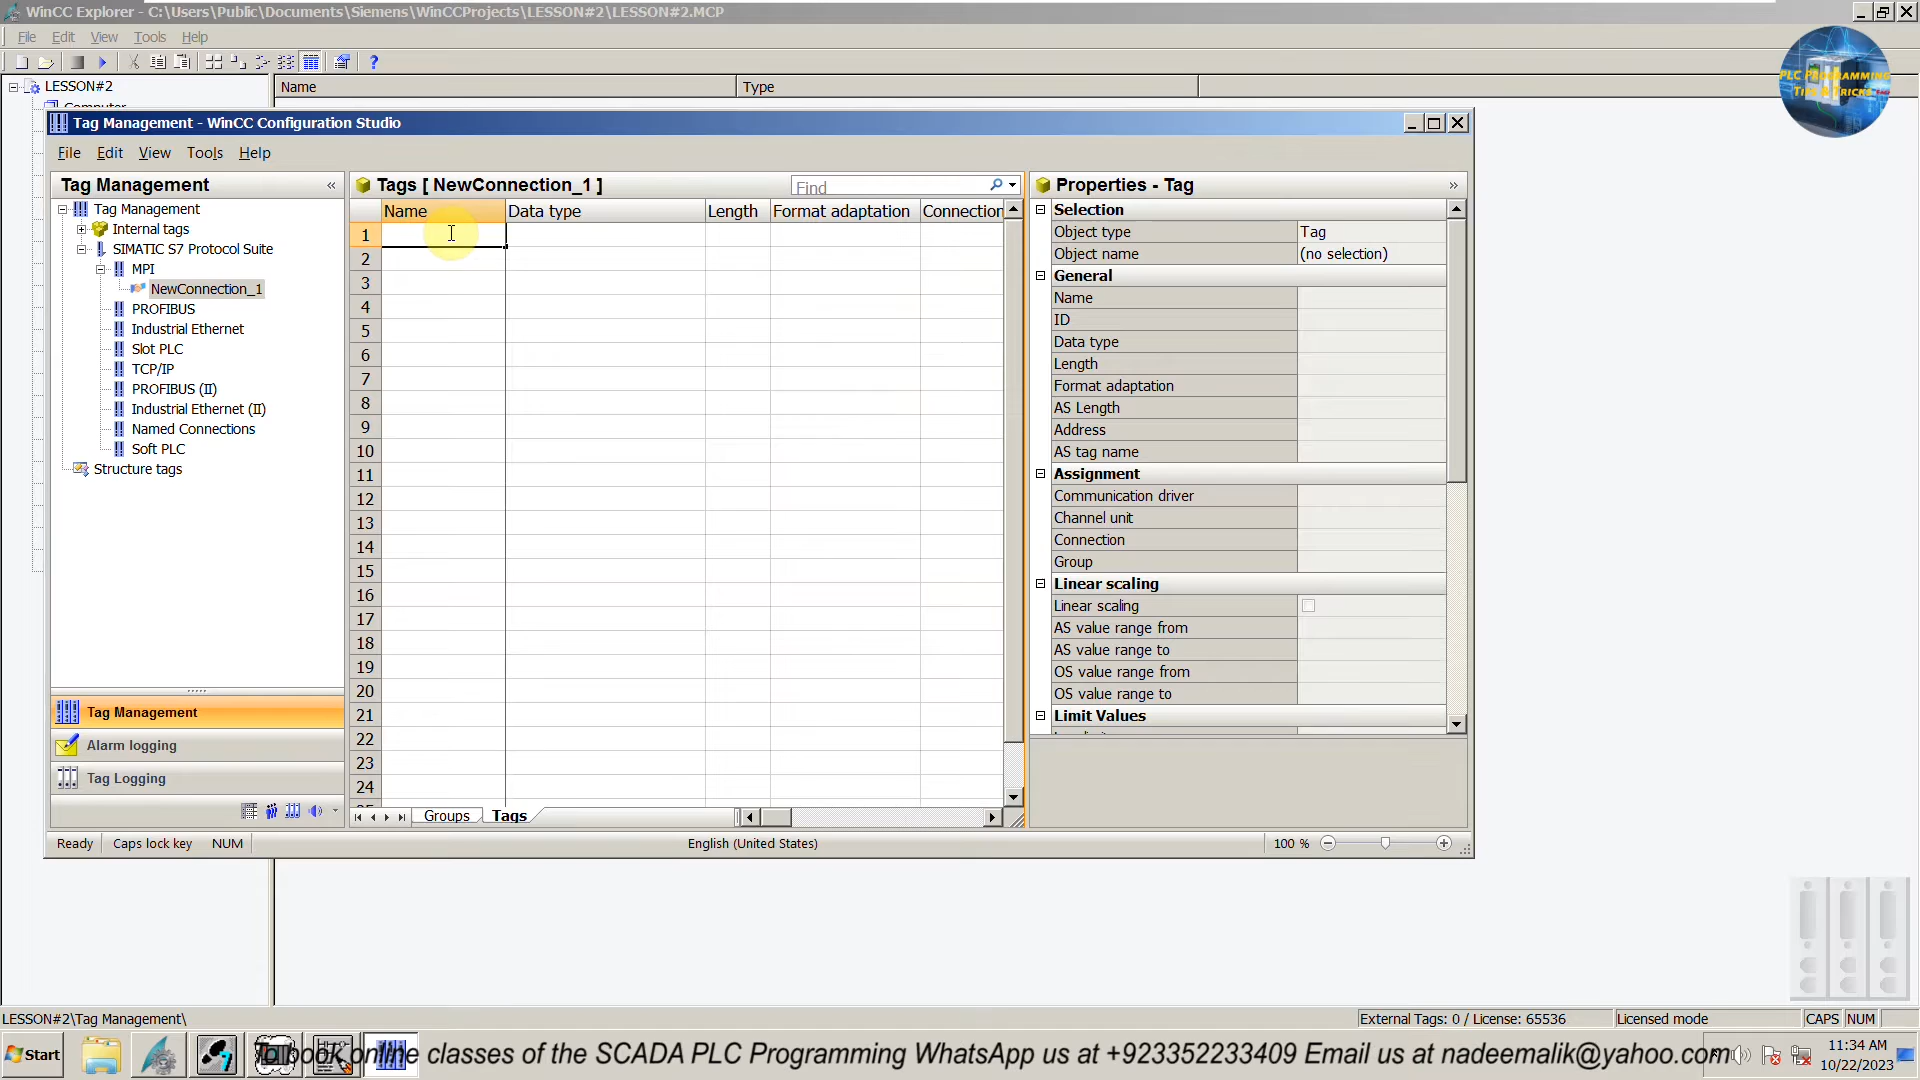 WinCC Explorer - C:\Users\Public\Documents\Siemens\WinCCProjects\LESSON#2\LESSON#2.MCP
File Edit View Tools Help
LESSON#2
Name Type
Computer
PLC PROGRAMMING
TIPS & TRICKS
Tag Management - WinCC Configuration Studio
File Edit View Tools Help
Tag Management «
Tag Management
Internal tags
SIMATIC S7 Protocol Suite
MPI
NewConnection_1
PROFIBUS
Industrial Ethernet
Slot PLC
TCP/IP
PROFIBUS (II)
Industrial Ethernet (II)
Named Connections
Soft PLC
Structure tags
Tag Management
Alarm logging
Tag Logging
Tags [ NewConnection_1 ] Find
Name Data type Length Format adaptation Connection
1
2
3
4
5
6
7
8
9
10
11
12
13
14
15
16
17
18
19
20
21
22
23
24
Groups Tags
Properties - Tag »
Selection
Object type Tag
Object name (no selection)
General
Name
ID
Data type
Length
Format adaptation
AS Length
Address
AS tag name
Assignment
Communication driver
Channel unit
Connection
Group
Linear scaling
Linear scaling
AS value range from
AS value range to
OS value range from
OS value range to
Limit Values
Ready Caps lock key NUM English (United States) 100 %
LESSON#2\Tag Management\ External Tags: 0 / License: 65536 Licensed mode CAPS NUM
Start
To book online classes of the SCADA PLC Programming WhatsApp us at +923352233409 Email us at nadeemalik@yahoo.com
11:34 AM
10/22/2023